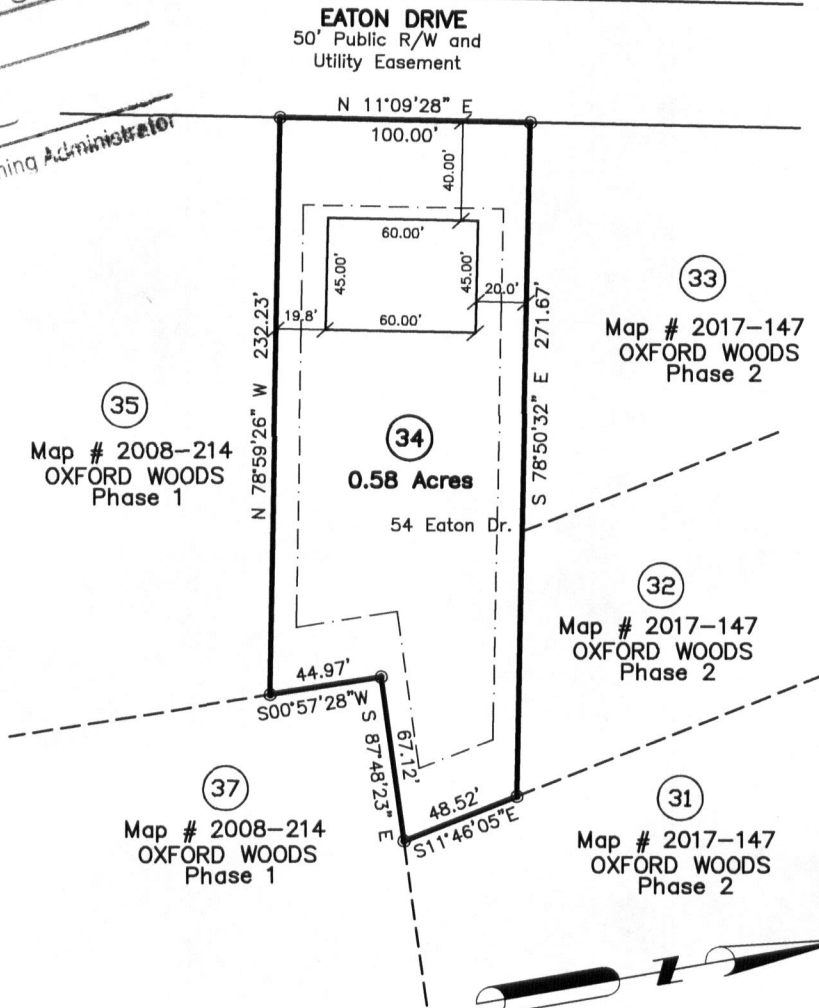 EATON DRIVE
50' Public R/W and
Utility Easement
ning Administrator
N 11°09'28" E
100.00'
40.00'
60.00'
45.00'
45.00'
20.0'
19.8'
60.00'
N 78°59'26" W 232.23'
S 78°50'32" E 271.67'
33
Map # 2017-147
OXFORD WOODS
Phase 2
35
Map # 2008-214
OXFORD WOODS
Phase 1
34
0.58 Acres
54 Eaton Dr.
32
Map # 2017-147
OXFORD WOODS
Phase 2
44.97'
S00°57'28"W
67.12'
S 87°48'23" E
48.52'
S11°46'05"E
37
Map # 2008-214
OXFORD WOODS
Phase 1
31
Map # 2017-147
OXFORD WOODS
Phase 2
N